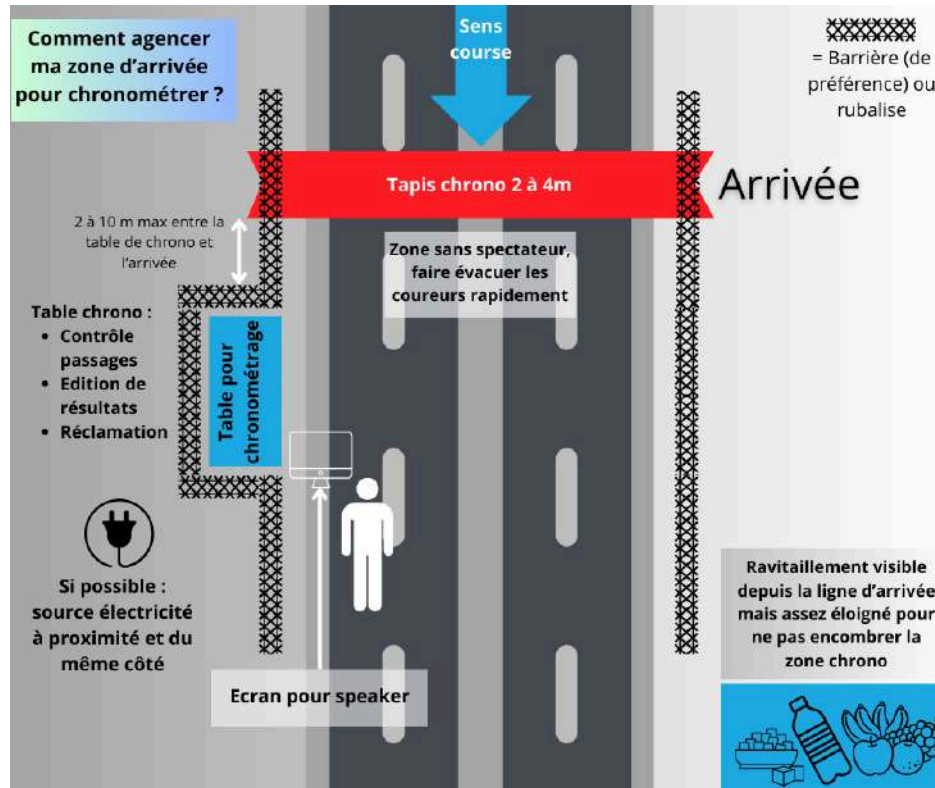 Comment agencer
ma zone d'arrivée
pour chronométrer ?
Sens
course
= Barrière (de
préférence) ou
rubalise
Tapis chrono 2 à 4m
Arrivée
2 à 10 m max entre la
table de chrono et
l'arrivée
Zone sans spectateur,
faire évacuer les
coureurs rapidement
Table chrono :
• Contrôle
passages
• Edition de
résultats
• Réclamation
Table pour
chronométrage
Si possible :
source électricité
à proximité et du
même côté
Ecran pour speaker
Ravitaillement visible
depuis la ligne d'arrivée
mais assez éloigné pour
ne pas encombrer la
zone chrono